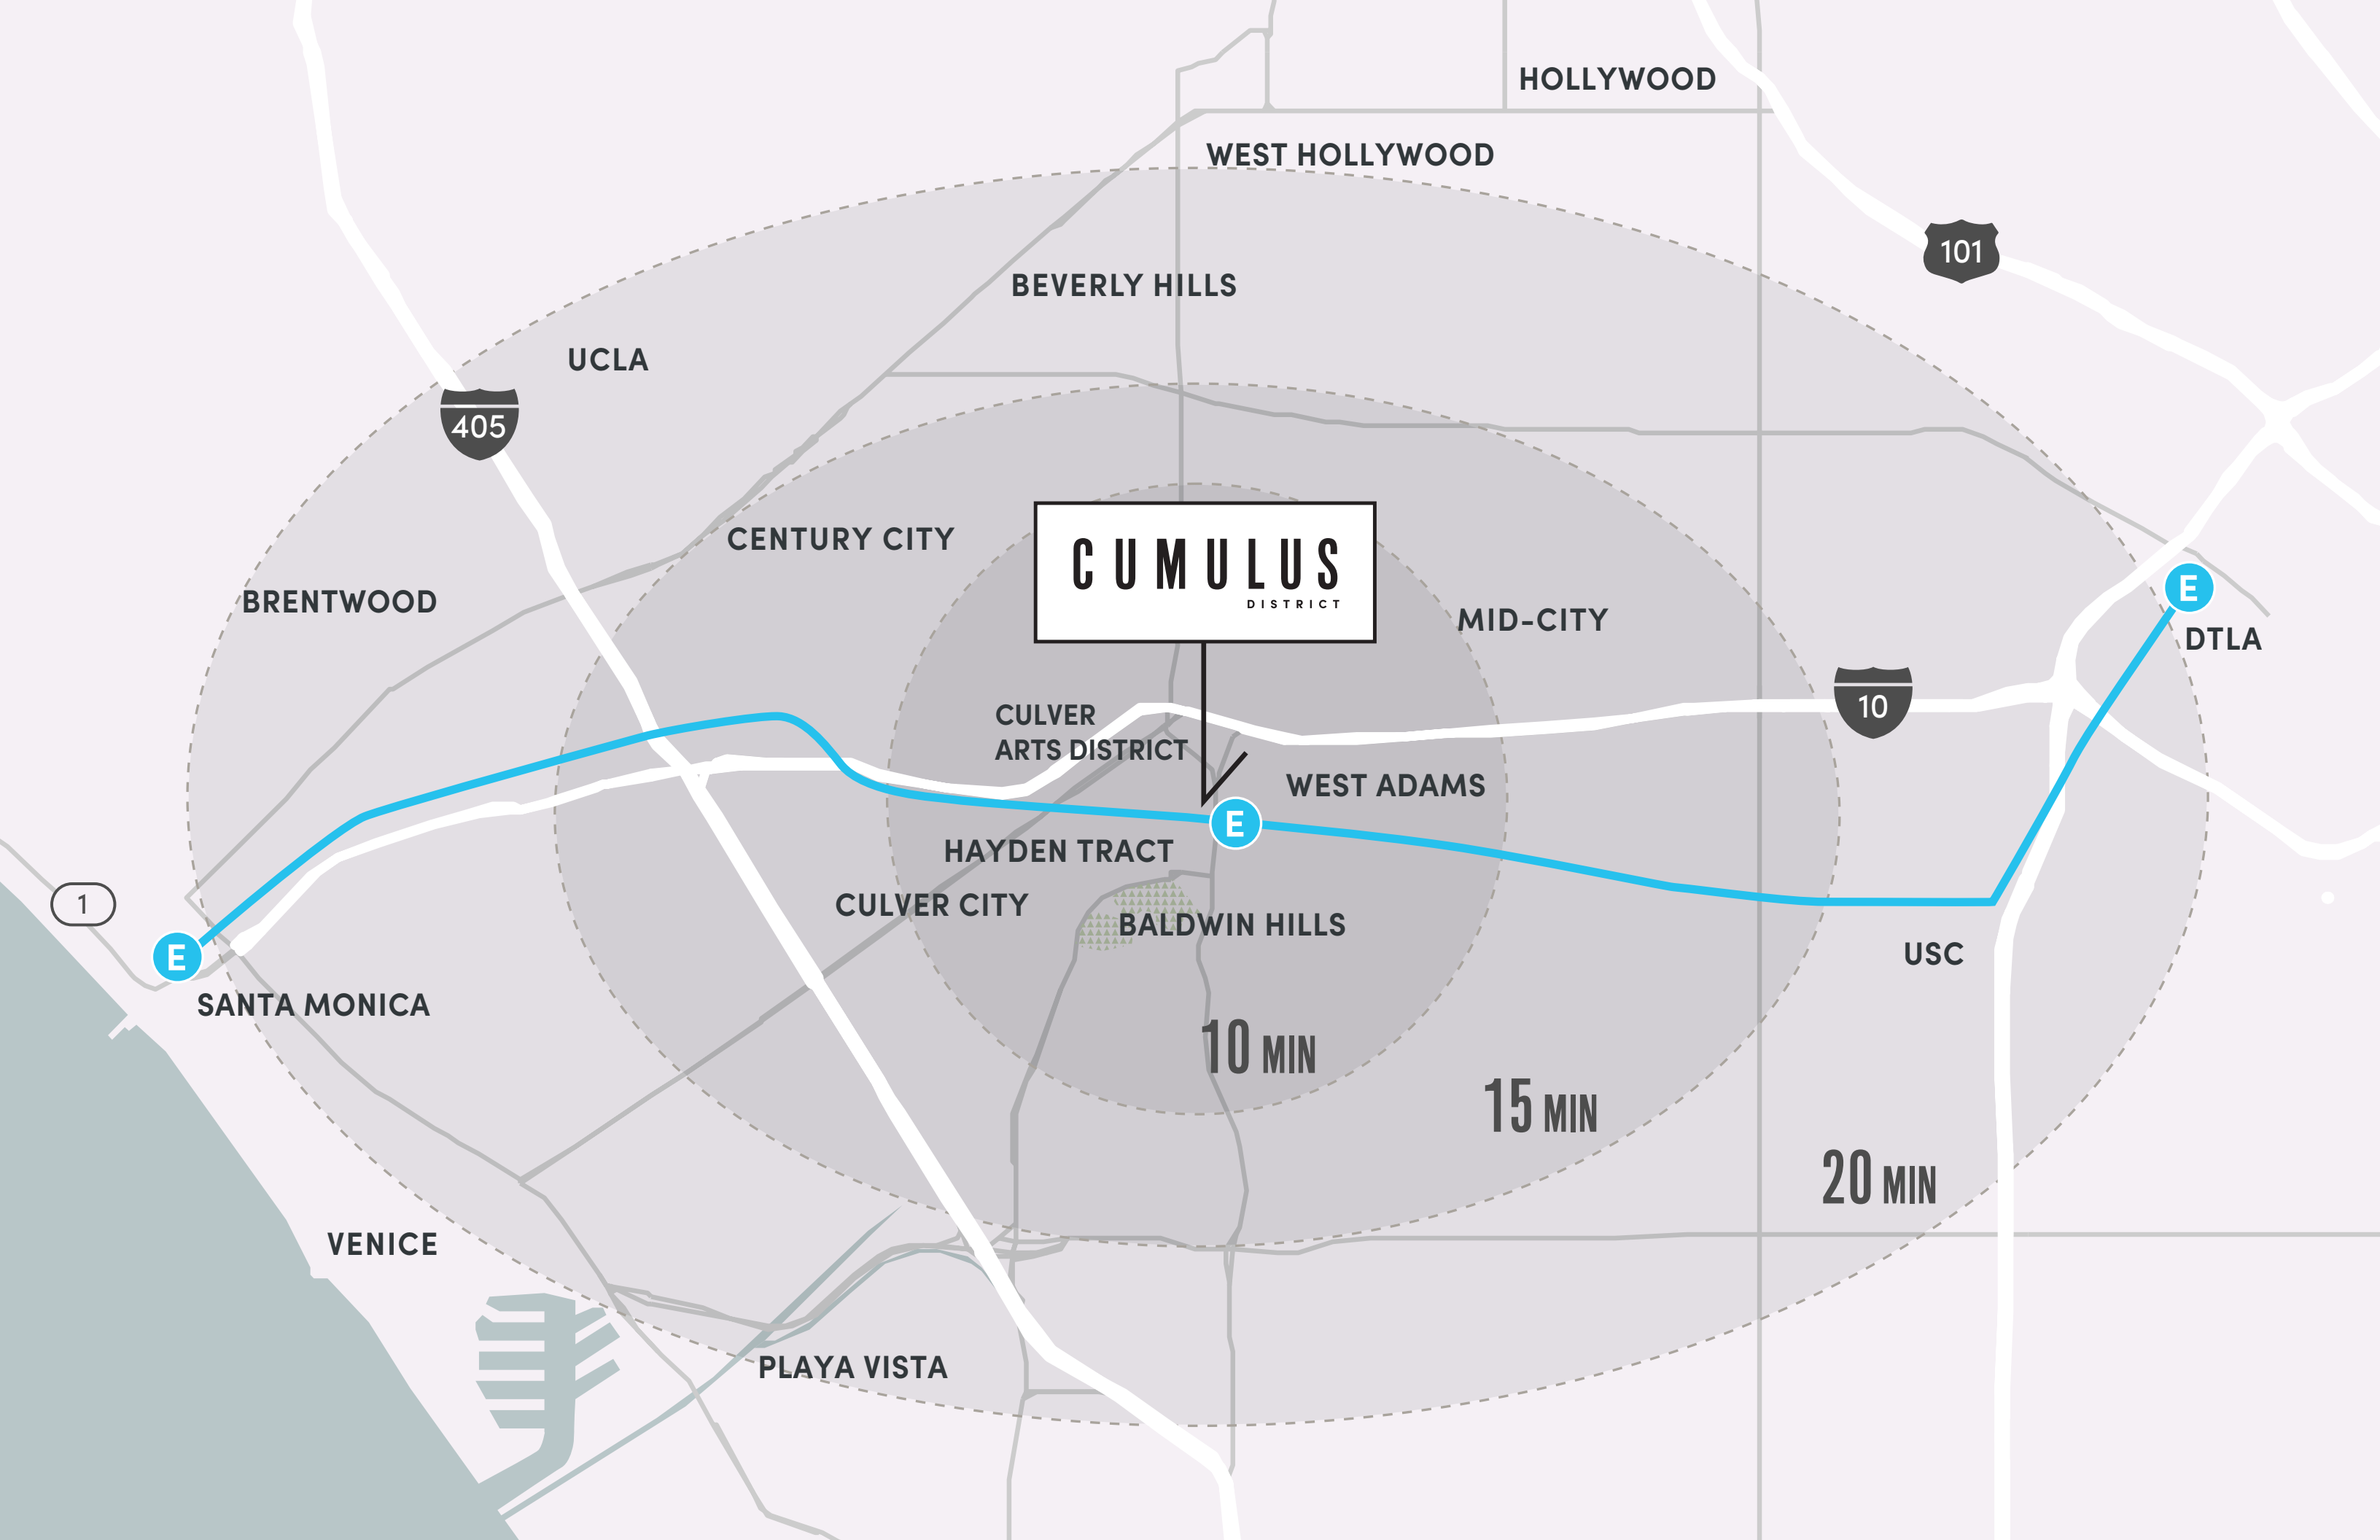 HOLLYWOOD
WEST HOLLYWOOD
101
BEVERLY HILLS
UCLA
405
CENTURY CITY
CUMULUS
DISTRICT
BRENTWOOD
MID-CITY
E
DTLA
10
CULVER
ARTS DISTRICT
WEST ADAMS
E
HAYDEN TRACT
CULVER CITY
1
BALDWIN HILLS
E
USC
SANTA MONICA
10 MIN
15 MIN
20 MIN
VENICE
PLAYA VISTA